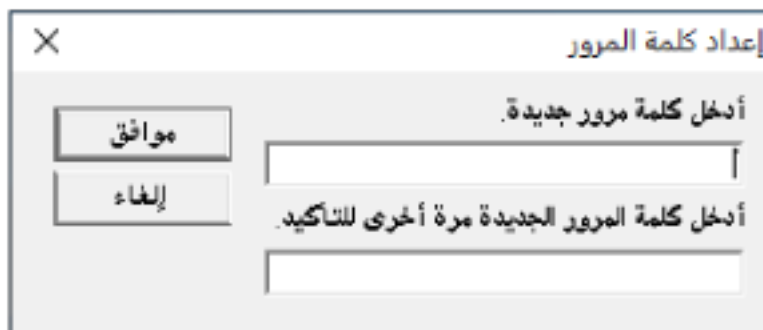 إعداد كلمة المرور
أدخل كلمة مرور جديدة.
موافق
إلغاء
أدخل كلمة المرور الجديدة مرة أخرى للتأكيد.